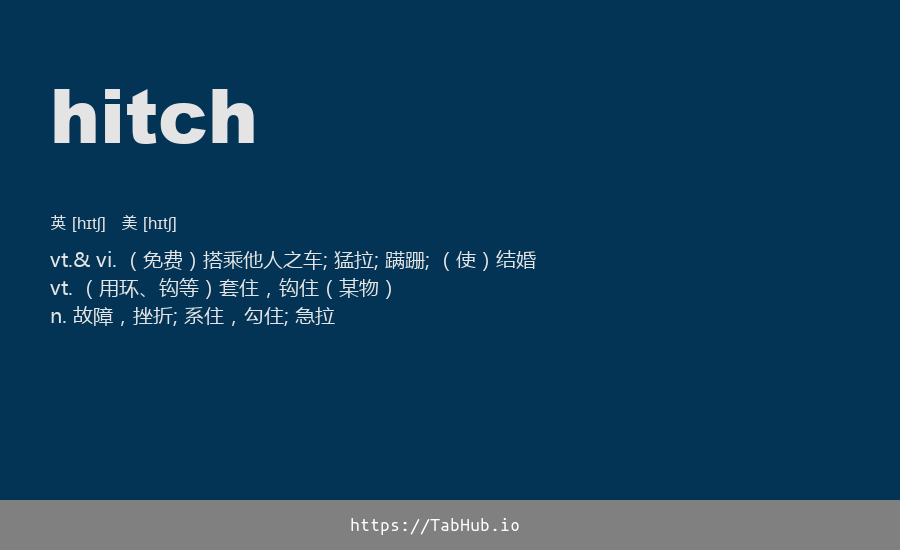 hitch
英 [hɪtʃ] 美 [hɪtʃ]
vt.& vi. （免费）搭乘他人之车; 猛拉; 蹒跚; （使）结婚
vt. （用环、钩等）套住，钩住（某物）
n. 故障，挫折; 系住，勾住; 急拉
https://TabHub.io